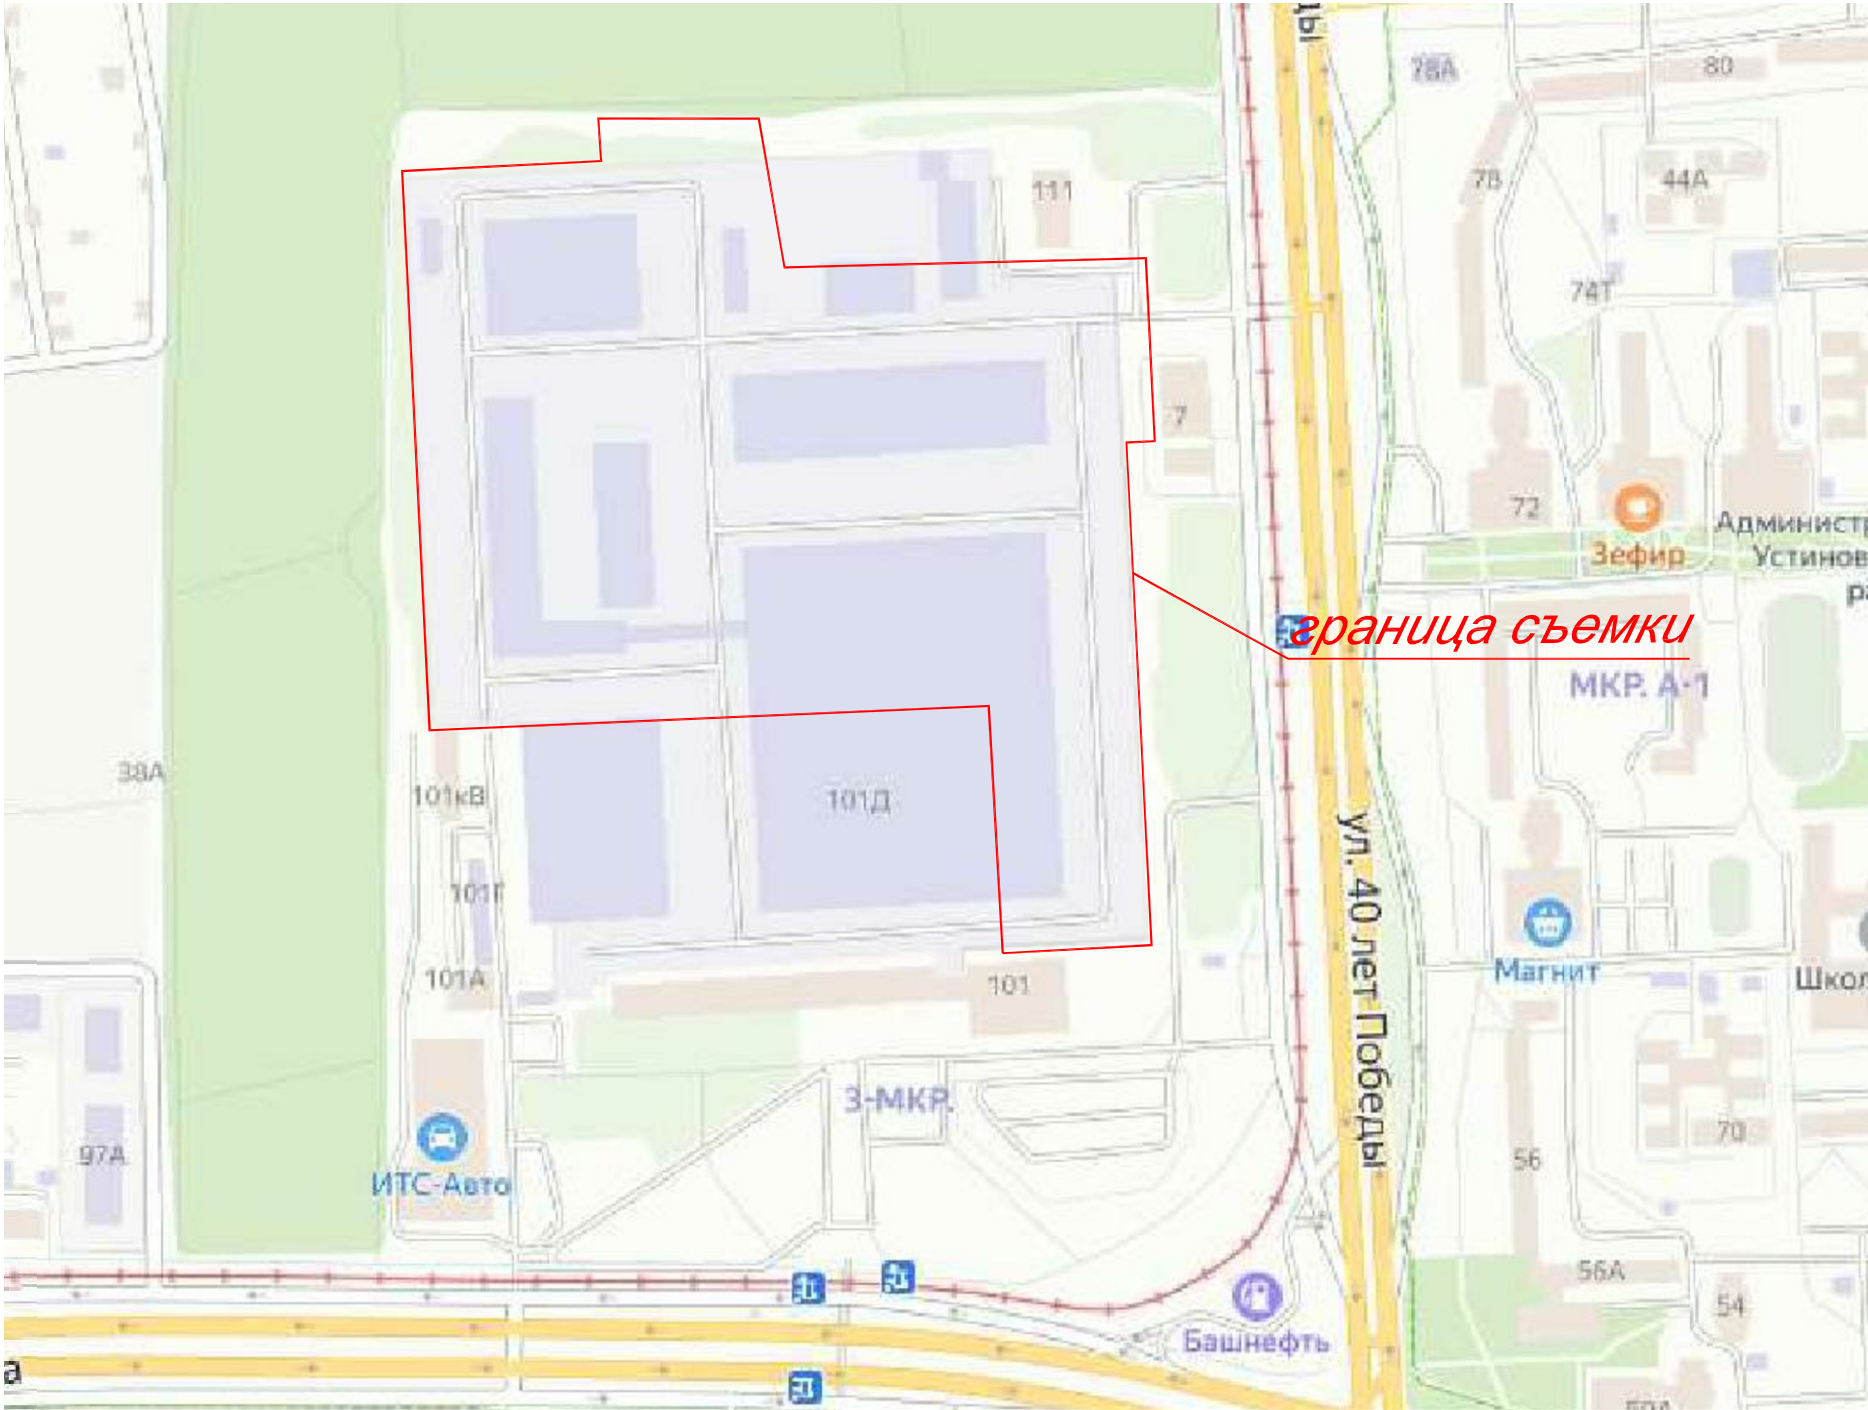 78А
80
111
78
44А
74Т
7
72
Зефир
Админист
Устинов
граница съемки
МКР. А-1
38А
101кВ
101Д
101Г
101А
101
ул. 40 лет Победы
Магнит
Школ
3-МКР.
97А
ИТС-Авто
70
56
56А
54
Башнефть
а